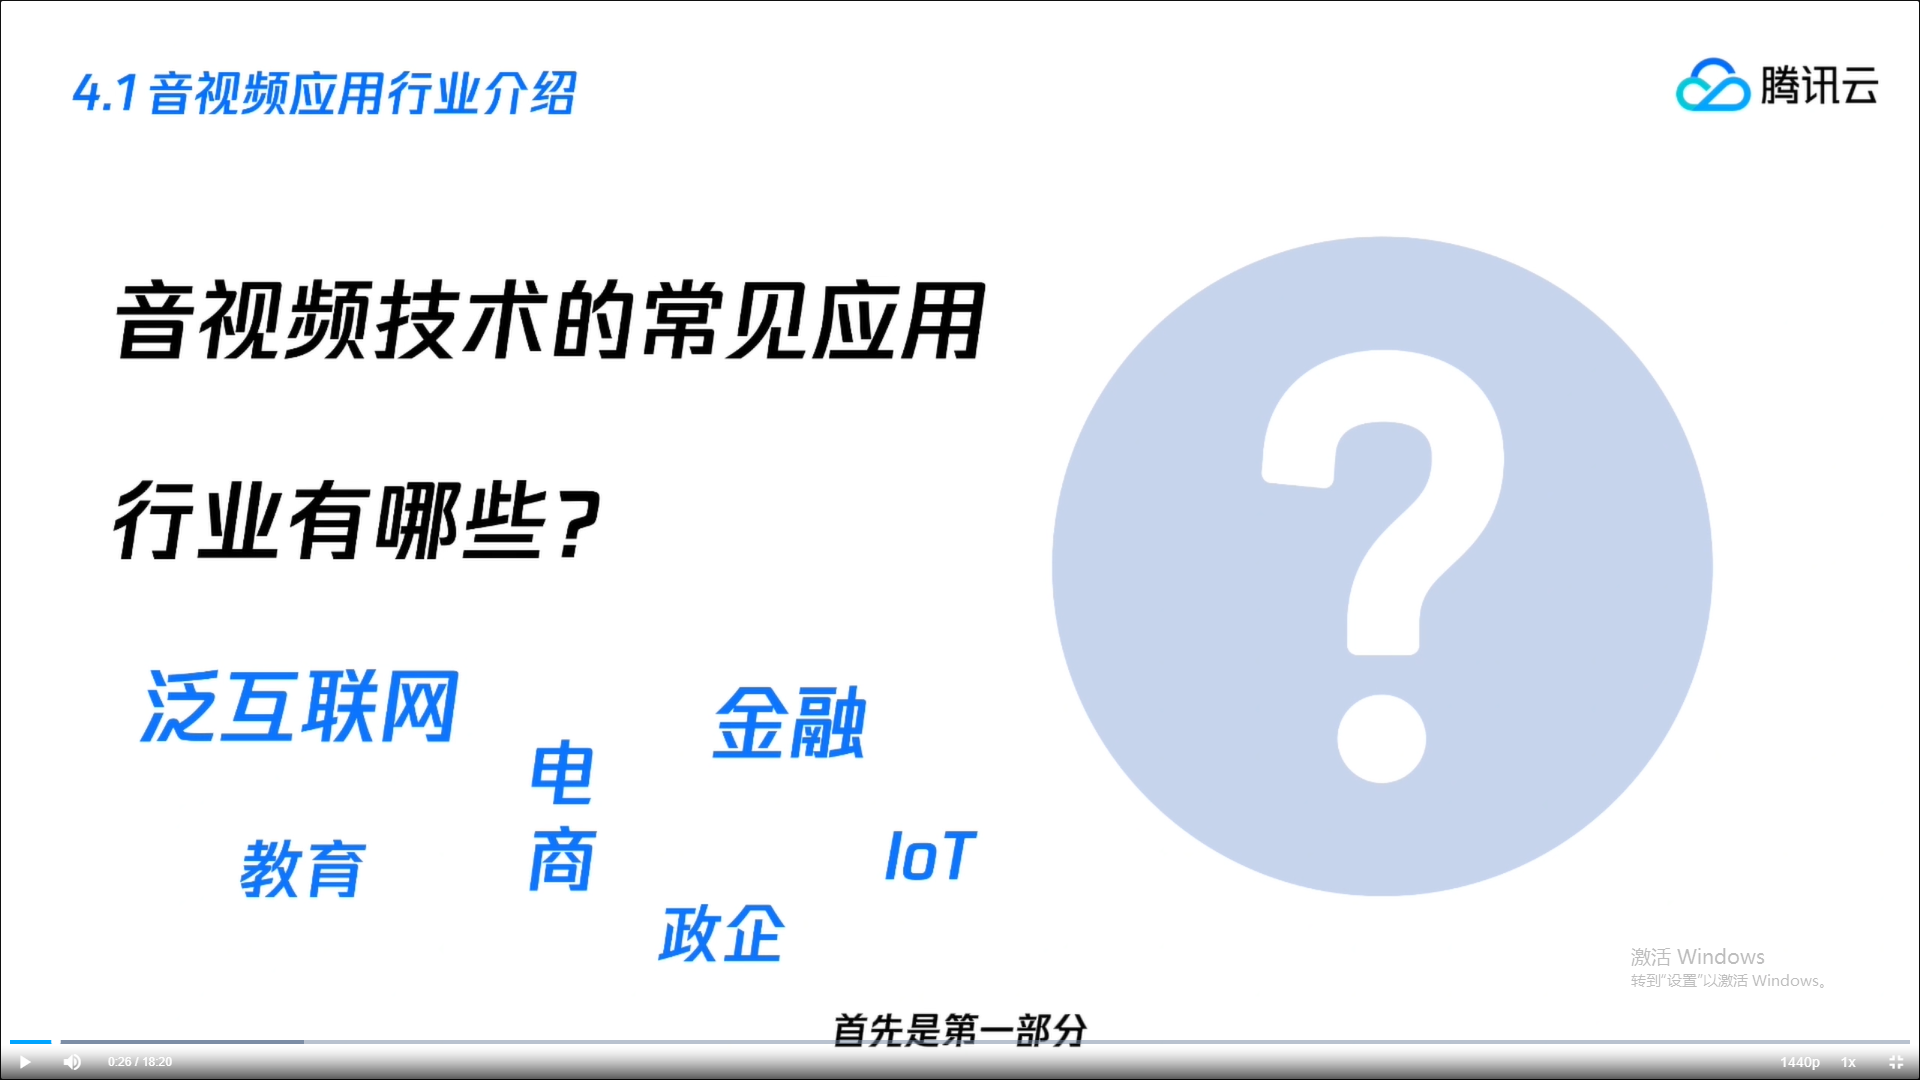 4.1 音视频应用行业介绍
腾讯云
音视频技术的常见应用
行业有哪些?
泛互联网
金融
电
商
教育
IoT
政企
激活 Windows
转到“设置”以激活 Windows。
首先是第一部分
0:26 / 18:20
1440p
1x